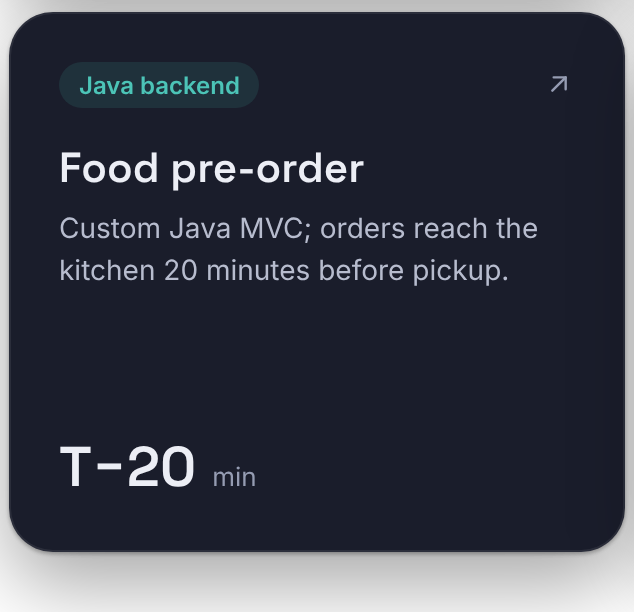 Java backend
Food pre-order
Custom Java MVC; orders reach the
kitchen 20 minutes before pickup.
T−20 min